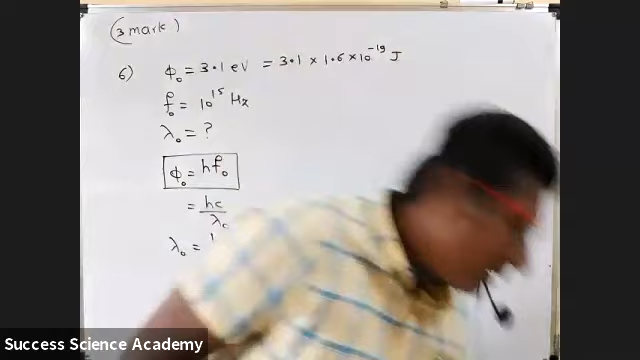 (3 mark)
6) ϕ₀ = 3.1 eV = 3.1 × 1.6 × 10⁻¹⁹ J
f₀ = 10¹⁵ Hz
λ₀ = ?
ϕ₀ = hf₀
= hc / λ₀
λ₀ =
Success Science Academy